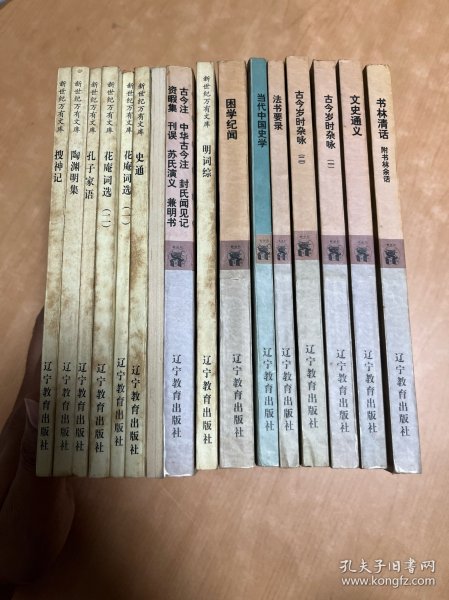 新世纪万有文库
搜神记
辽宁教育出版社
新世纪万有文库
陶渊明集
辽宁教育出版社
新世纪万有文库
孔子家语
辽宁教育出版社
新世纪万有文库
花庵词选(二)
辽宁教育出版社
新世纪万有文库
花庵词选(一)
辽宁教育出版社
新世纪万有文库
史通
辽宁教育出版社
古今注 中华古今注 封氏闻见记
资暇集 刊误 苏氏演义 兼明书
辽宁教育出版社
新世纪万有文库
明词综
辽宁教育出版社
困学纪闻
辽宁教育出版社
当代中国史学
辽宁教育出版社
法书要录
辽宁教育出版社
古今岁时杂咏(二)
辽宁教育出版社
古今岁时杂咏(一)
辽宁教育出版社
文史通义
辽宁教育出版社
书林清话
附书林余话
辽宁教育出版社
孔夫子旧书网
www.kongfz.com